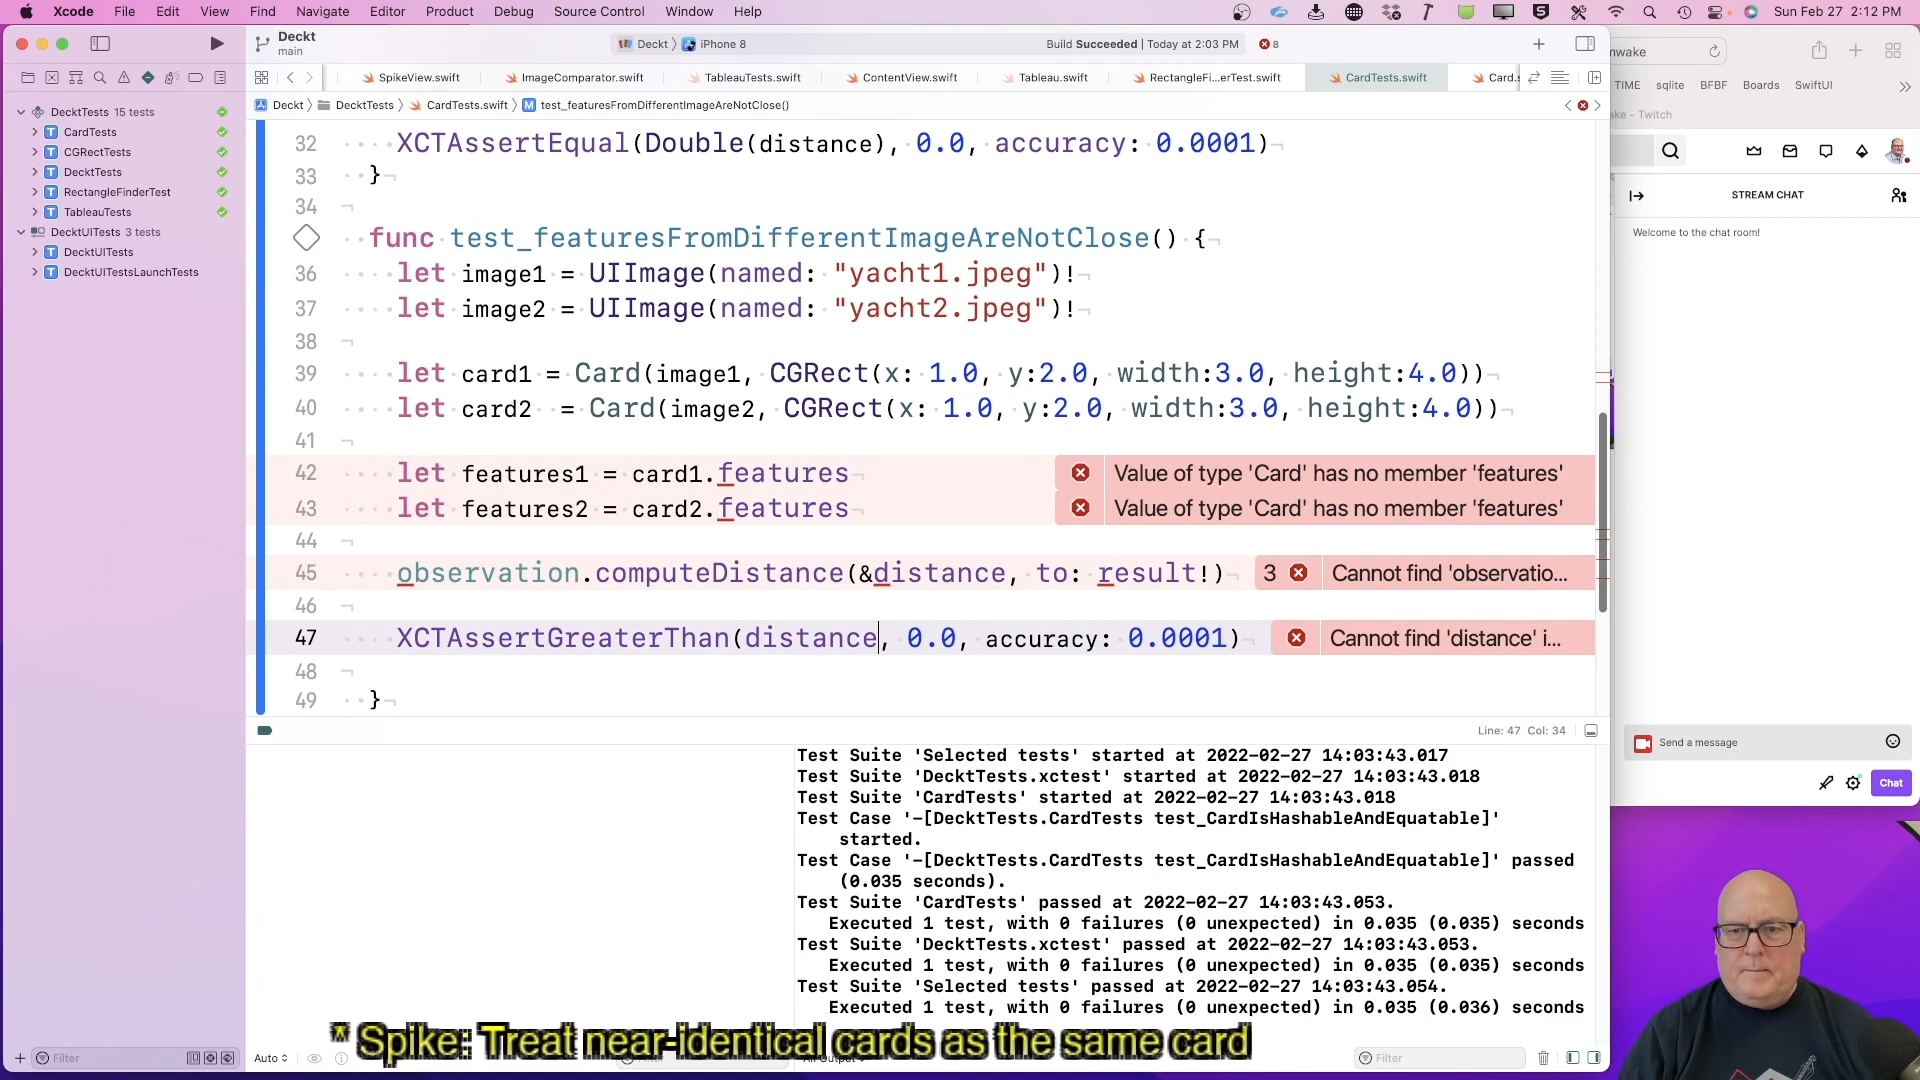 Xcode File Edit View Find Navigate Editor Product Debug Source Control Window Help
Sun Feb 27 2:12 PM
Deckt
main
Deckt
iPhone 8
Build Succeeded | Today at 2:03 PM
8
SpikeView.swift
ImageComparator.swift
TableauTests.swift
ContentView.swift
Tableau.swift
RectangleFi...erTest.swift
CardTests.swift
Card.s
Deckt
DecktTests
CardTests.swift
M
test_featuresFromDifferentImageAreNotClose()
DecktTests 15 tests
T CardTests
T CGRectTests
T DecktTests
T RectangleFinderTest
T TableauTests
DecktUITests 3 tests
T DecktUITests
T DecktUITestsLaunchTests
32 XCTAssertEqual(Double(distance), 0.0, accuracy: 0.0001)
33 }
34
func test_featuresFromDifferentImageAreNotClose() {
36 let image1 = UIImage(named: "yacht1.jpeg")!
37 let image2 = UIImage(named: "yacht2.jpeg")!
38
39 let card1 = Card(image1, CGRect(x: 1.0, y:2.0, width:3.0, height:4.0))
40 let card2  = Card(image2, CGRect(x: 1.0, y:2.0, width:3.0, height:4.0))
41
42 let features1 = card1.features Value of type 'Card' has no member 'features'
43 let features2 = card2.features Value of type 'Card' has no member 'features'
44
45 observation.computeDistance(&distance, to: result!) 3 Cannot find 'observatio...
46
47 XCTAssertGreaterThan(distance, 0.0, accuracy: 0.0001) Cannot find 'distance' i...
48
49 }
Line: 47 Col: 34
Test Suite 'Selected tests' started at 2022-02-27 14:03:43.017
Test Suite 'DecktTests.xctest' started at 2022-02-27 14:03:43.018
Test Suite 'CardTests' started at 2022-02-27 14:03:43.018
Test Case '-[DecktTests.CardTests test_CardIsHashableAndEquatable]'
started.
Test Case '-[DecktTests.CardTests test_CardIsHashableAndEquatable]' passed
(0.035 seconds).
Test Suite 'CardTests' passed at 2022-02-27 14:03:43.053.
Executed 1 test, with 0 failures (0 unexpected) in 0.035 (0.035) seconds
Test Suite 'DecktTests.xctest' passed at 2022-02-27 14:03:43.053.
Executed 1 test, with 0 failures (0 unexpected) in 0.035 (0.035) seconds
Test Suite 'Selected tests' passed at 2022-02-27 14:03:43.054.
Executed 1 test, with 0 failures (0 unexpected) in 0.035 (0.036) seconds
* Spike: Treat near-identical cards as the same card
Filter
Auto
Filter
nwake
TIME sqlite BFBF Boards SwiftUI
ke - Twitch
STREAM CHAT
Welcome to the chat room!
Send a message
Chat